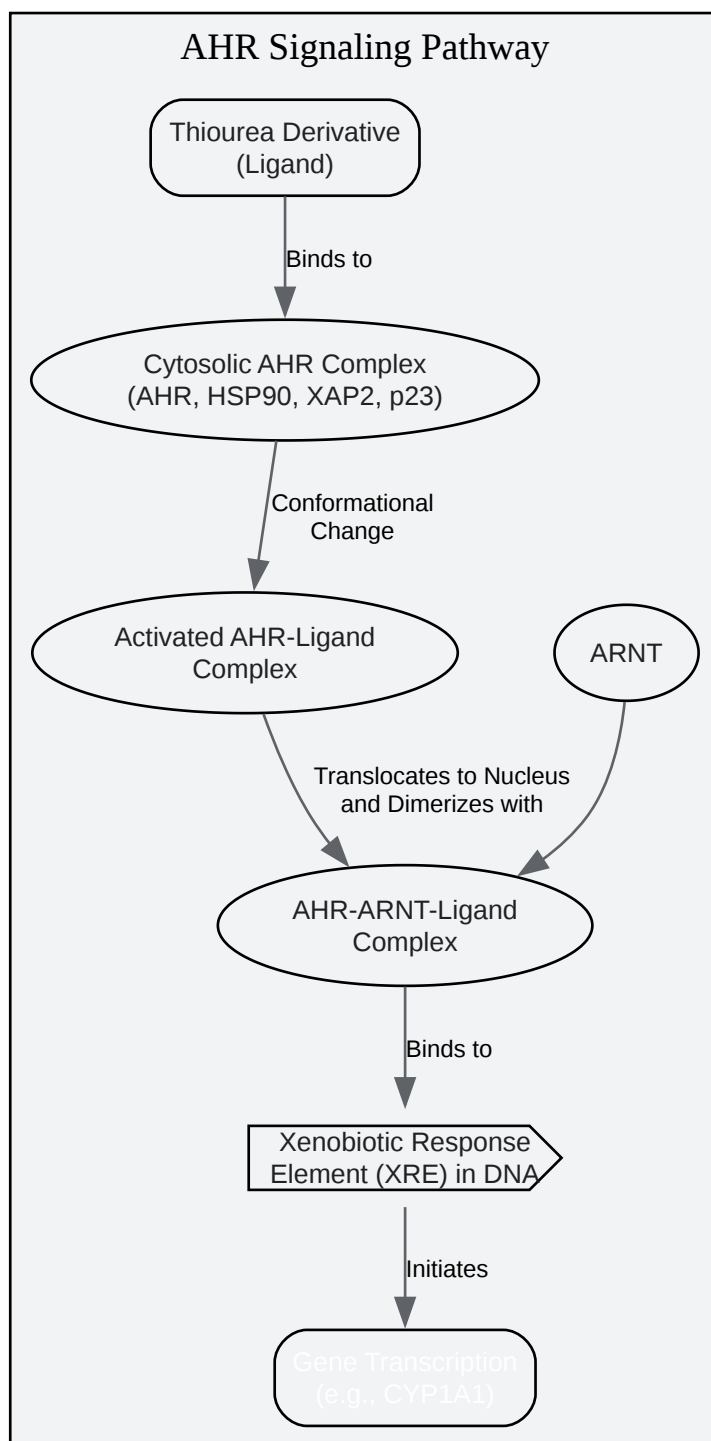 AHR Signaling Pathway
Thiourea Derivative
(Ligand)
Binds to
Cytosolic AHR Complex
(AHR, HSP90, XAP2, p23)
Conformational
Change
Activated AHR-Ligand
Complex
ARNT
Translocates to Nucleus
and Dimerizes with
AHR-ARNT-Ligand
Complex
Binds to
Xenobiotic Response
Element (XRE) in DNA
Initiates
Gene Transcription
(e.g., CYP1A1)